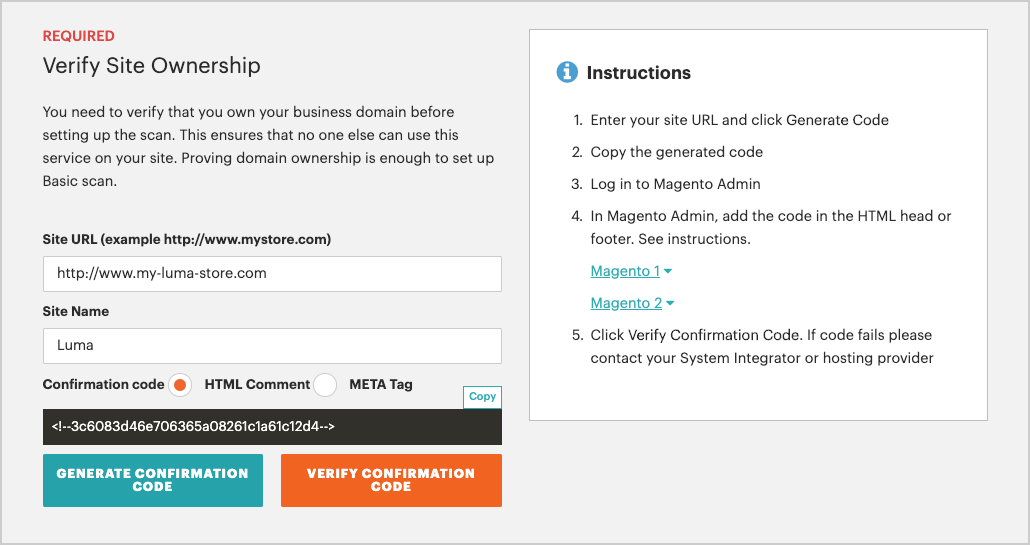 REQUIRED
Verify Site Ownership
You need to verify that you own your business domain before
setting up the scan. This ensures that no one else can use this
service on your site. Proving domain ownership is enough to set up
Basic scan.
Site URL (example http://www.mystore.com)
http://www.my-luma-store.com
Site Name
Luma
Confirmation code HTML Comment META Tag
Copy
<!--3c6083d46e706365a08261c1a61c12d4-->
GENERATE CONFIRMATION
CODE
VERIFY CONFIRMATION
CODE
Instructions
1. Enter your site URL and click Generate Code
2. Copy the generated code
3. Log in to Magento Admin
4. In Magento Admin, add the code in the HTML head or
footer. See instructions.
Magento 1
Magento 2
5. Click Verify Confirmation Code. If code fails please
contact your System Integrator or hosting provider